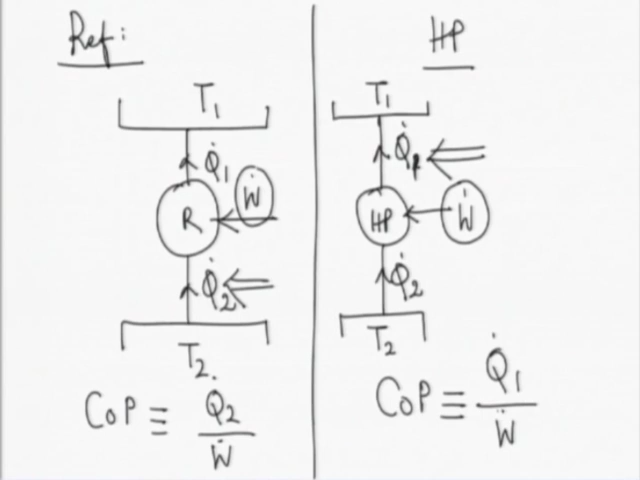 Ref:
T₁
Q̇₁
R
Ẇ
Q̇₂
T₂
CoP ≡ Q̇₂ / Ẇ
HP
T₁
Q̇₁
HP
Ẇ
Q̇₂
T₂
CoP ≡ Q̇₁ / Ẇ